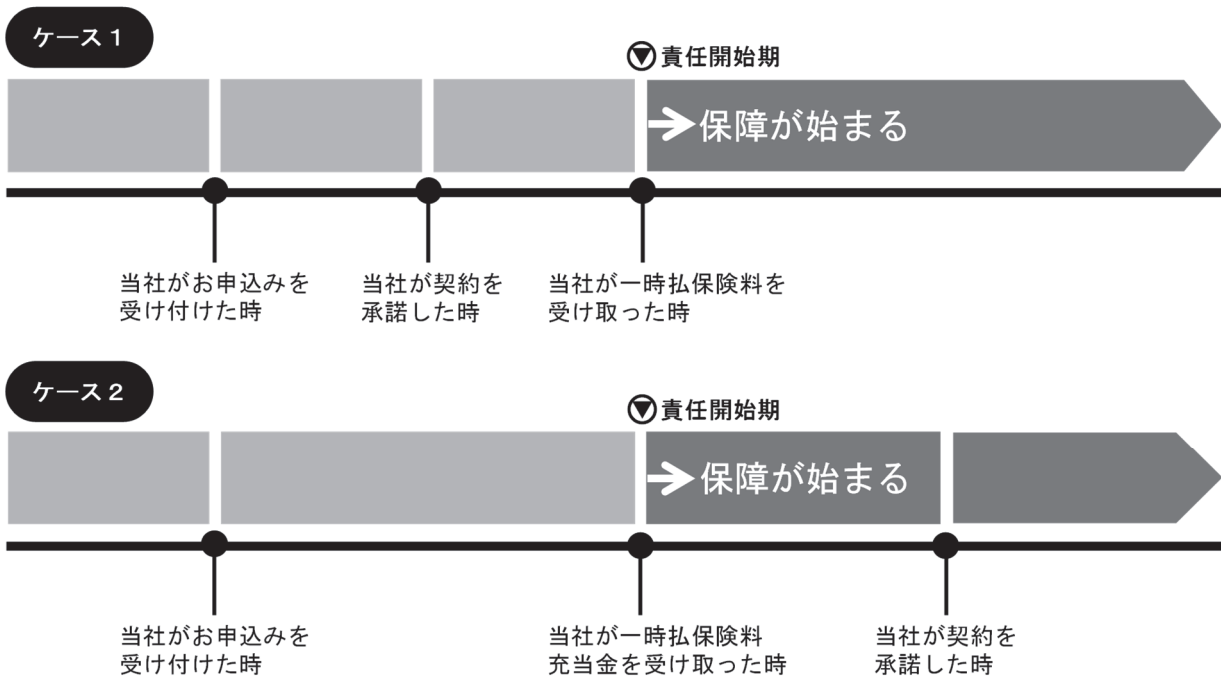 ケース1
責任開始期
保障が始まる
当社がお申込みを
受け付けた時
当社が契約を
承諾した時
当社が一時払保険料を
受け取った時
ケース2
責任開始期
保障が始まる
当社がお申込みを
受け付けた時
当社が一時払保険料
充当金を受け取った時
当社が契約を
承諾した時